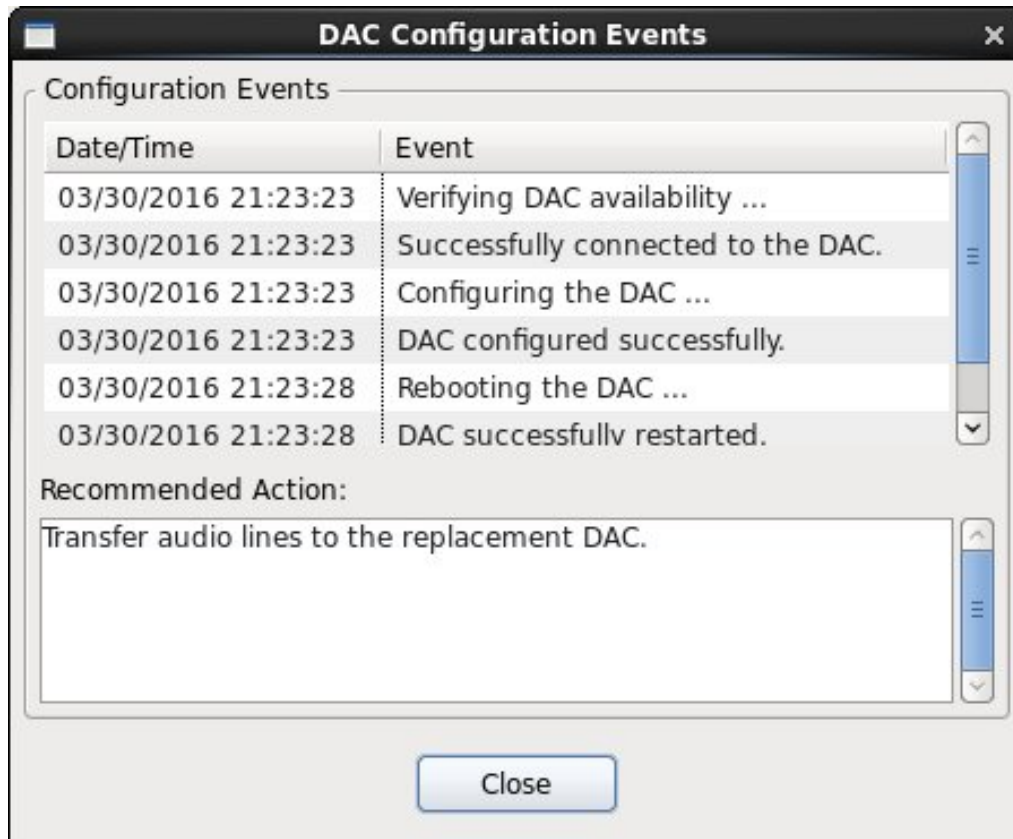 DAC Configuration Events
Configuration Events
Date/Time Event
03/30/2016 21:23:23 Verifying DAC availability ...
03/30/2016 21:23:23 Successfully connected to the DAC.
03/30/2016 21:23:23 Configuring the DAC ...
03/30/2016 21:23:23 DAC configured successfully.
03/30/2016 21:23:28 Rebooting the DAC ...
03/30/2016 21:23:28 DAC successfully restarted.
Recommended Action:
Transfer audio lines to the replacement DAC.
Close